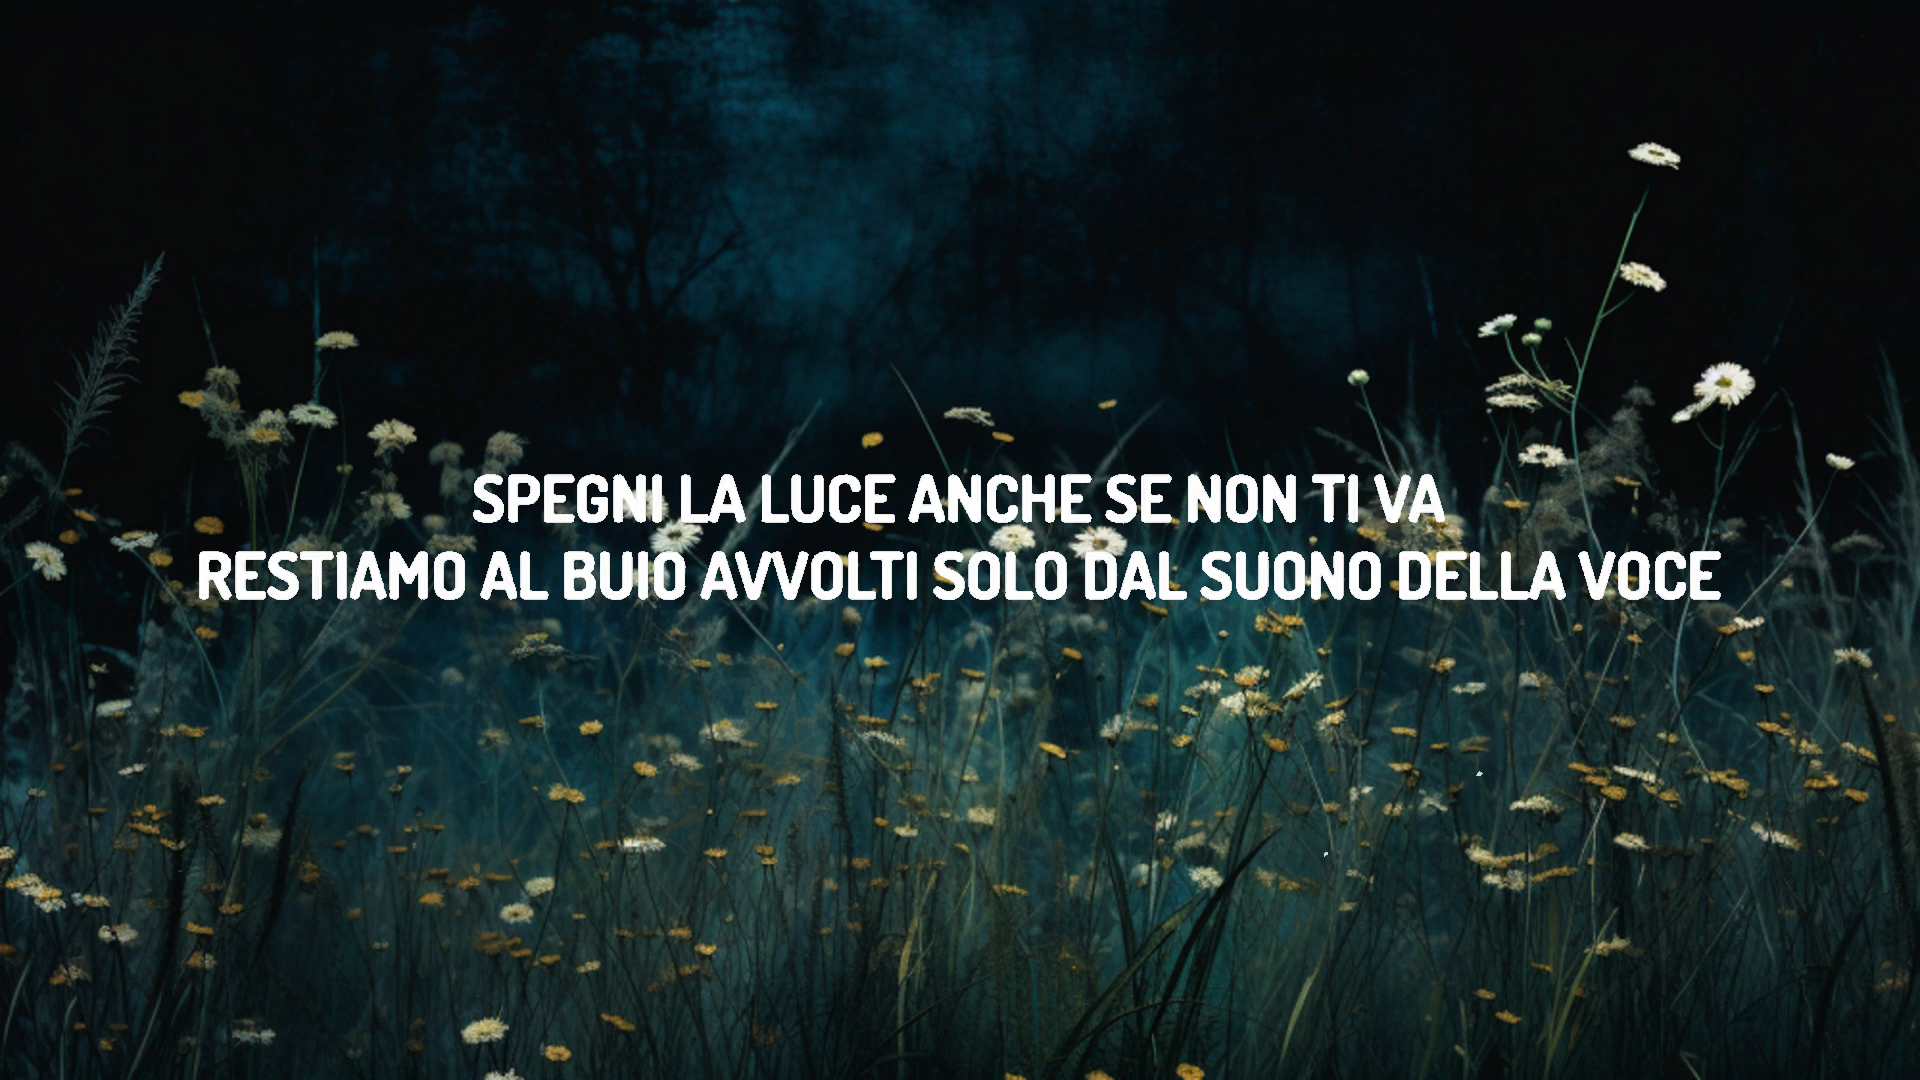 SPEGNI LA LUCE ANCHE SE NON TI VA
RESTIAMO AL BUIO AVVOLTI SOLO DAL SUONO DELLA VOCE